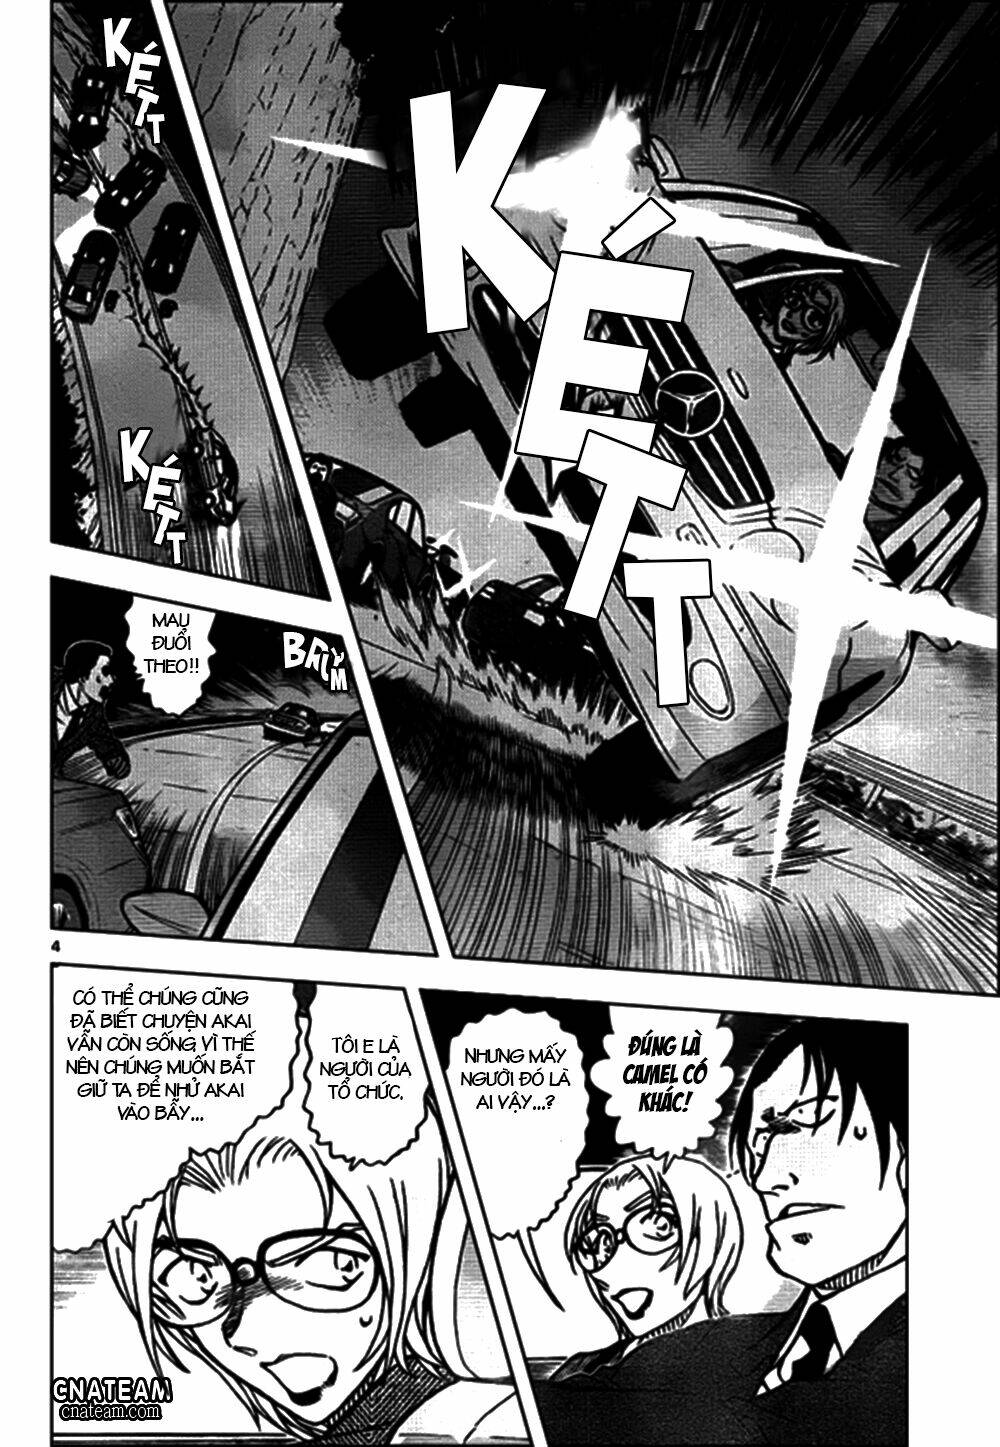 KÉTT
KÉTT
KÉTT
MAU
ĐUỔI
THEO!!
BRUM
4
ĐÚNG LÀ
CAMEL CÓ
KHÁC!
NHƯNG MẤY
NGƯỜI ĐÓ LÀ
AI VẬY...?
TÔI E LÀ
NGƯỜI CỦA
TỔ CHỨC.
CÓ THỂ CHÚNG CŨNG
ĐÃ BIẾT CHUYỆN AKAI
VẪN CÒN SỐNG, VÌ THẾ
NÊN CHÚNG MUỐN BẮT
GIỮ TA ĐỂ NHỬ AKAI
VÀO BẪY...
CNATEAM
cnateam.com